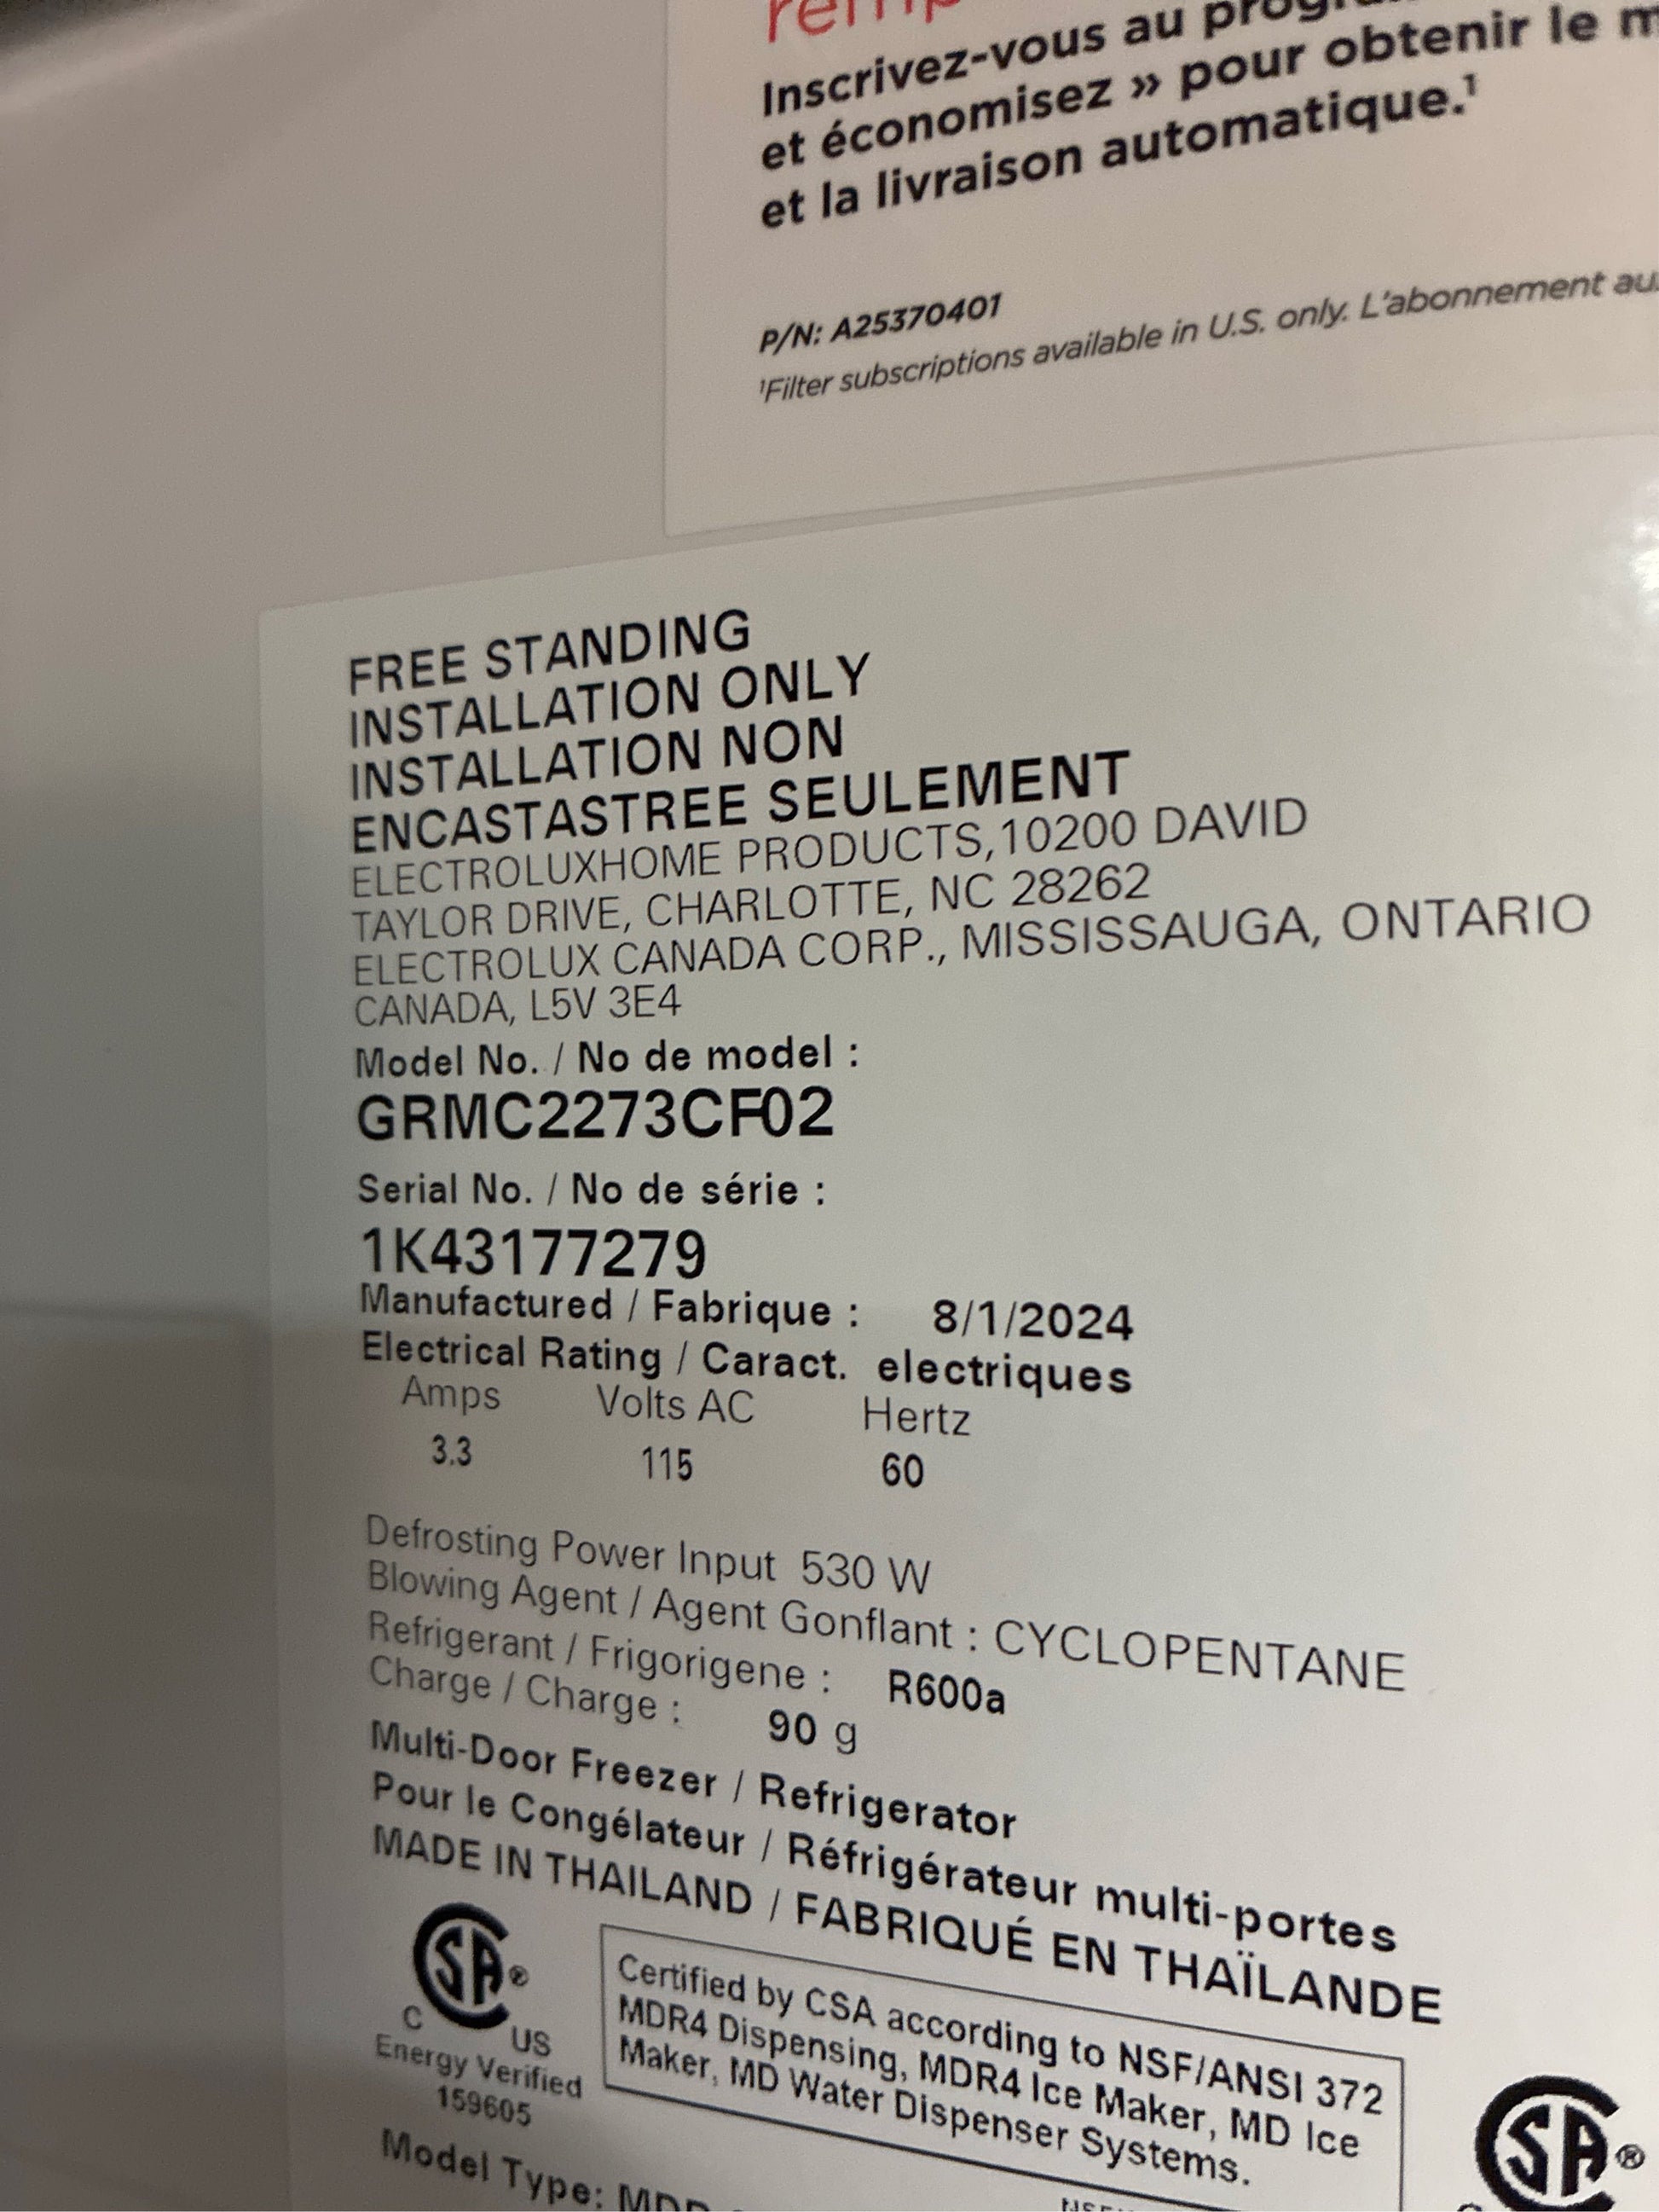 Inscrivez-vous au
et économisez » pour obtenir le
et la livraison automatique.¹
P/N: A25370401
¹Filter subscriptions available in U.S. only. L'abonnement
FREE STANDING
INSTALLATION ONLY
INSTALLATION NON
ENCASTASTREE SEULEMENT
ELECTROLUXHOME PRODUCTS,10200 DAVID
TAYLOR DRIVE, CHARLOTTE, NC 28262
ELECTROLUX CANADA CORP., MISSISSAUGA, ONTARIO
CANADA, L5V 3E4
Model No. / No de model :
GRMC2273CF02
Serial No. / No de série :
1K43177279
Manufactured / Fabrique : 8/1/2024
Electrical Rating / Caract. electriques
Amps Volts AC Hertz
3.3 115 60
Defrosting Power Input 530 W
Blowing Agent / Agent Gonflant : CYCLOPENTANE
Refrigerant / Frigorigene : R600a
Charge / Charge : 90 g
Multi-Door Freezer / Refrigerator
Pour le Congélateur / Réfrigérateur multi-portes
MADE IN THAILAND / FABRIQUÉ EN THAÏLANDE
SA®
C US
Energy Verified
159605
Certified by CSA according to NSF/ANSI 372
MDR4 Dispensing, MDR4 Ice Maker, MD Ice
Maker, MD Water Dispenser Systems.
SA®
Model Type: